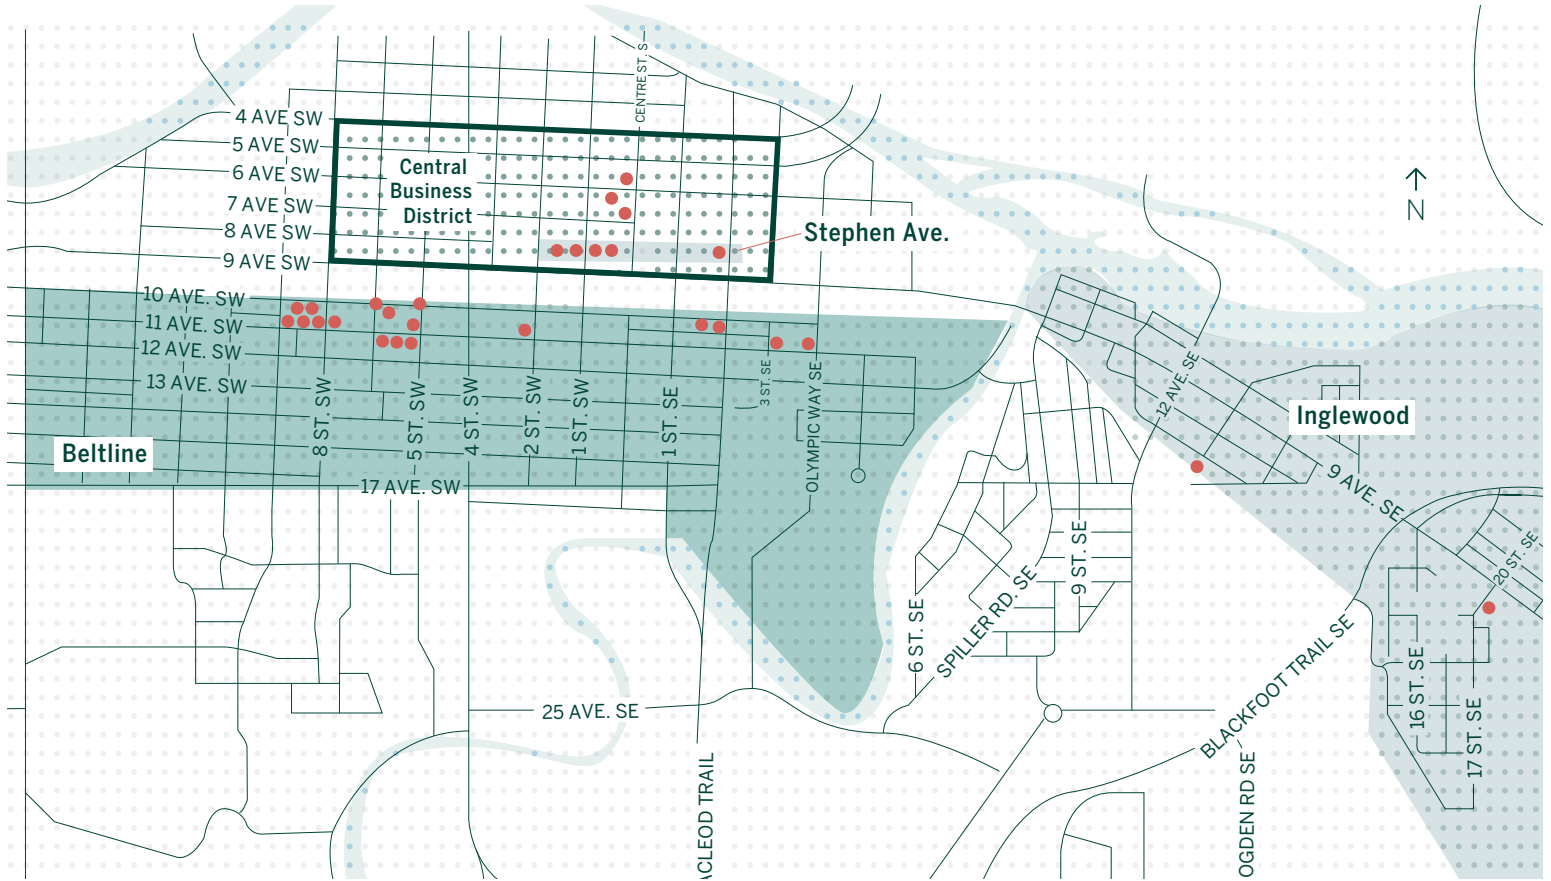 CENTRE ST. S
4 AVE SW
5 AVE SW
6 AVE SW
7 AVE SW
8 AVE SW
9 AVE SW
Central
Business
District
Stephen Ave.
N
10 AVE. SW
11 AVE. SW
12 AVE. SW
13 AVE. SW
8 ST. SW
5 ST. SW
4 ST. SW
2 ST. SW
1 ST. SW
1 ST. SE
3 ST. SE
OLYMPIC WAY SE
12 AVE. SE
Inglewood
Beltline
17 AVE. SW
9 AVE. SE
20 ST. SE
6 ST. SE
SPILLER RD. SE
9 ST. SE
25 AVE. SE
BLACKFOOT TRAIL SE
16 ST. SE
17 ST. SE
ACLEOD TRAIL
OGDEN RD SE